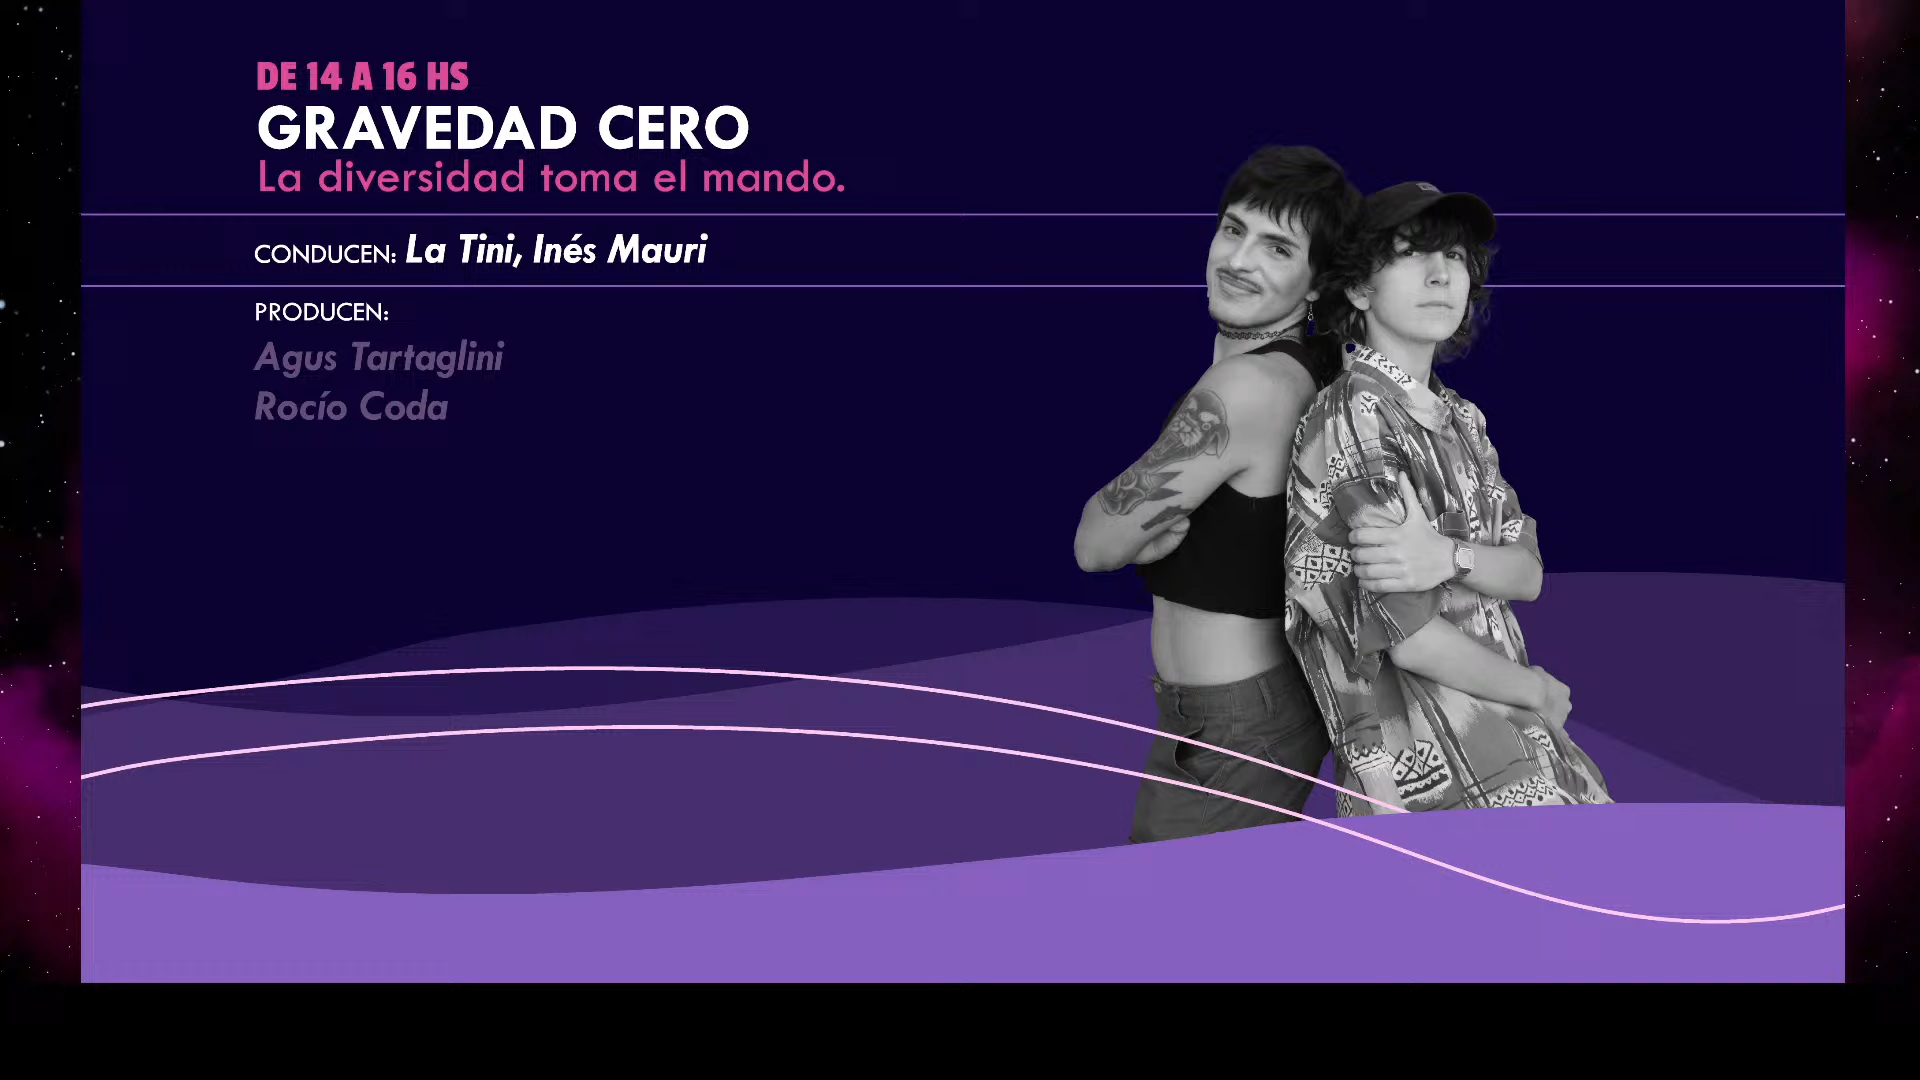 DE 14 A 16 HS
GRAVEDAD CERO
La diversidad toma el mando.
CONDUCEN: La Tini, Inés Mauri
PRODUCEN:
Agus Tartaglini
Rocío Coda